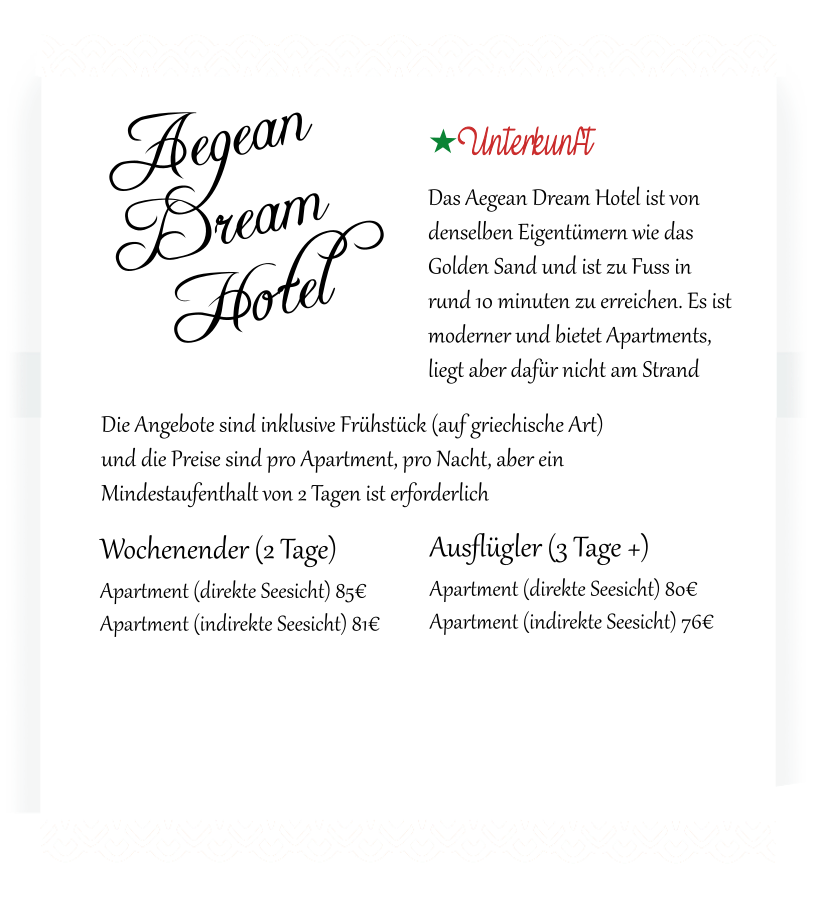 Aegean
Dream
Hotel
Unterkunft
Das Aegean Dream Hotel ist von
denselben Eigentümern wie das
Golden Sand und ist zu Fuss in
rund 10 minuten zu erreichen. Es ist
moderner und bietet Apartments,
liegt aber dafür nicht am Strand
Die Angebote sind inklusive Frühstück (auf griechische Art)
und die Preise sind pro Apartment, pro Nacht, aber ein
Mindestaufenthalt von 2 Tagen ist erforderlich
Wochenender (2 Tage)
Apartment (direkte Seesicht) 85€
Apartment (indirekte Seesicht) 81€
Ausflügler (3 Tage +)
Apartment (direkte Seesicht) 80€
Apartment (indirekte Seesicht) 76€